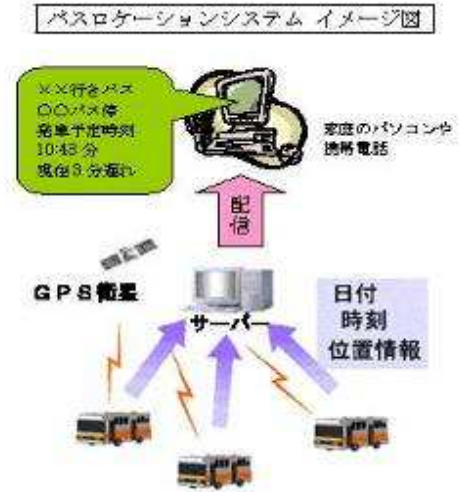 バスロケーションシステム イメージ図
××行きバス
○○バス停
発車予定時刻
10:43 分
現在3分遅れ
家庭のパソコンや
携帯電話
配信
GPS衛星
サーバー
日付
時刻
位置情報